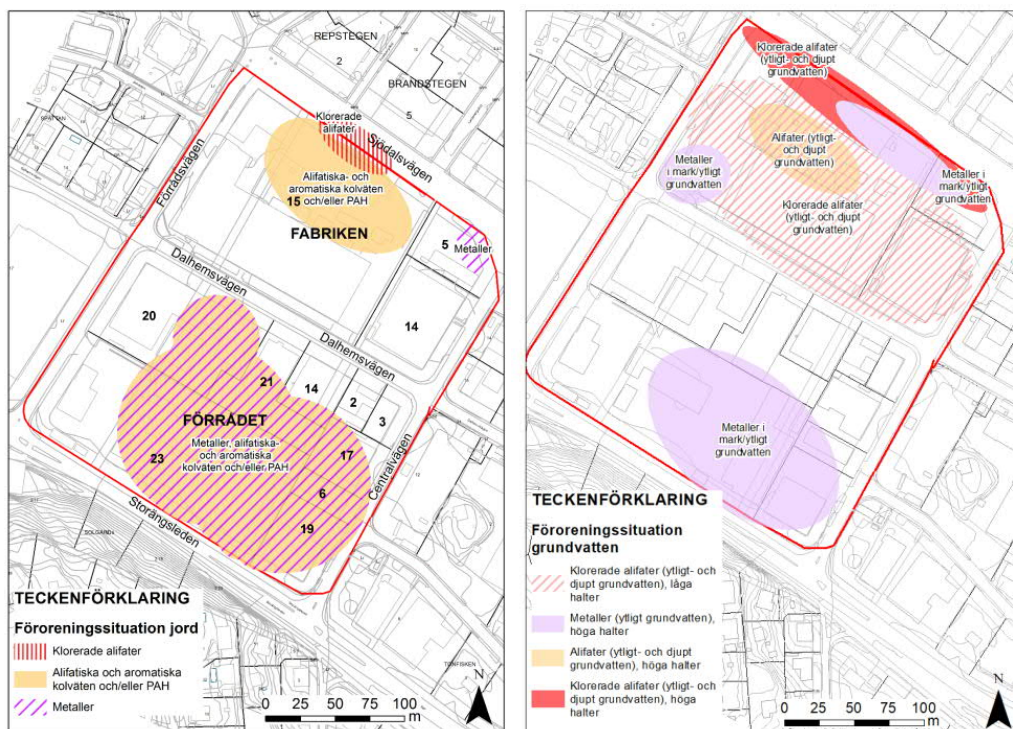 REPSTEGEN
2
BRANDSTEGEN
5
SPATTAN
Klorerade
alifater
Sjödalsvägen
Förrådsvägen
Alifatiska- och
aromatiska kolväten
15 och/eller PAH
FABRIKEN
5
Metaller
Dalhemsvägen
14
20
Dalhemsvägen
21
14
2
3
FÖRRÅDET
Metaller, alifatiska-
och aromatiska
kolväten och/eller PAH
23
17
6
19
Centralvägen
Storängsleden
TECKENFÖRKLARING
Föroreningssituation jord
Klorerade alifater
Alifatiska och aromatiska
kolväten och/eller PAH
Metaller
N
0 25 50 75 100
m
Klorerade alifater
(ytligt- och djupt
grundvatten)
Alifater (ytligt-
och djupt
grundvatten)
Metaller
i mark/ytligt
grundvatten
Metaller i
mark/ytligt
grundvatten
Klorerade alifater
(ytligt- och djupt
grundvatten)
Metaller i
mark/ytligt
grundvatten
TECKENFÖRKLARING
Föroreningssituation
grundvatten
Klorerade alifater (ytligt- och
djupt grundvatten), låga
halter
Metaller (ytligt grundvatten),
höga halter
Alifater (ytligt- och djupt
grundvatten), höga halter
Klorerade alifater (ytligt- och
djupt grundvatten), höga
halter
N
0 25 50 75 100
m